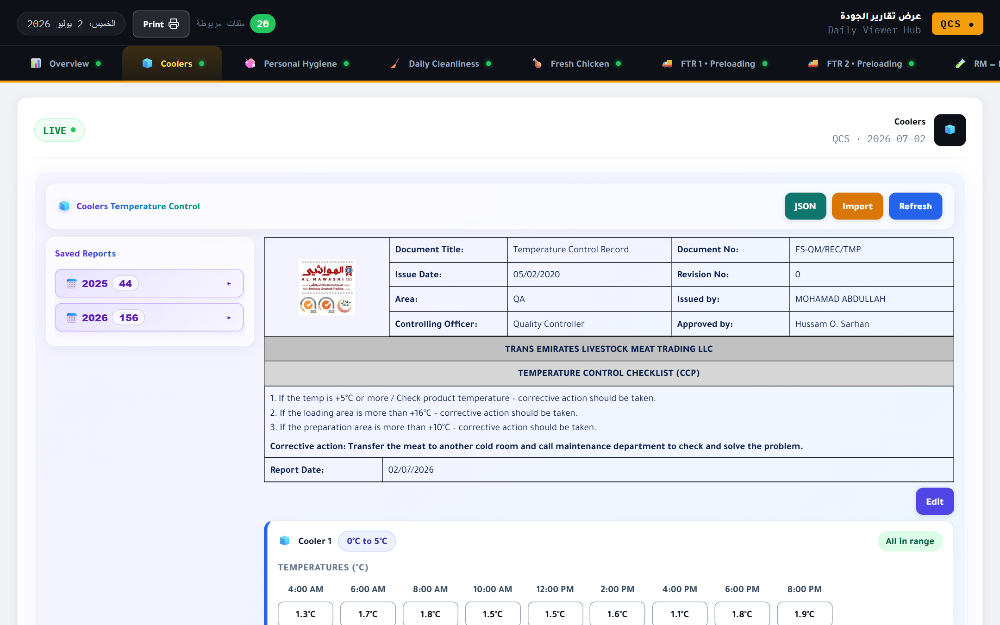 الخميس، 2 يوليو 2026
Print
ملفات مربوطة
20
عرض تقارير الجودة
Daily Viewer Hub
QCS
Overview
Coolers
Personal Hygiene
Daily Cleanliness
Fresh Chicken
FTR 1 • Preloading
FTR 2 • Preloading
RM –
LIVE
Coolers
QCS · 2026-07-02
Coolers Temperature Control
JSON
Import
Refresh
Saved Reports
2025 44
2026 156
المواشي
AL MAWASHI
Trans Emirates Livestock Trading L.L.C.
SGS
SGS
حلال
HALAL
Document Title: Temperature Control Record Document No: FS-QM/REC/TMP
Issue Date: 05/02/2020 Revision No: 0
Area: QA Issued by: MOHAMAD ABDULLAH
Controlling Officer: Quality Controller Approved by: Hussam O. Sarhan
TRANS EMIRATES LIVESTOCK MEAT TRADING LLC
TEMPERATURE CONTROL CHECKLIST (CCP)
1. If the temp is +5°C or more / Check product temperature - corrective action should be taken.
2. If the loading area is more than +16°C - corrective action should be taken.
3. If the preparation area is more than +10°C - corrective action should be taken.
Corrective action: Transfer the meat to another cold room and call maintenance department to check and solve the problem.
Report Date: 02/07/2026
Edit
Cooler 1 0°C to 5°C
All in range
TEMPERATURES (°C)
4:00 AM 6:00 AM 8:00 AM 10:00 AM 12:00 PM 2:00 PM 4:00 PM 6:00 PM 8:00 PM
1.3°C 1.7°C 1.8°C 1.5°C 1.5°C 1.6°C 1.1°C 1.8°C 1.9°C